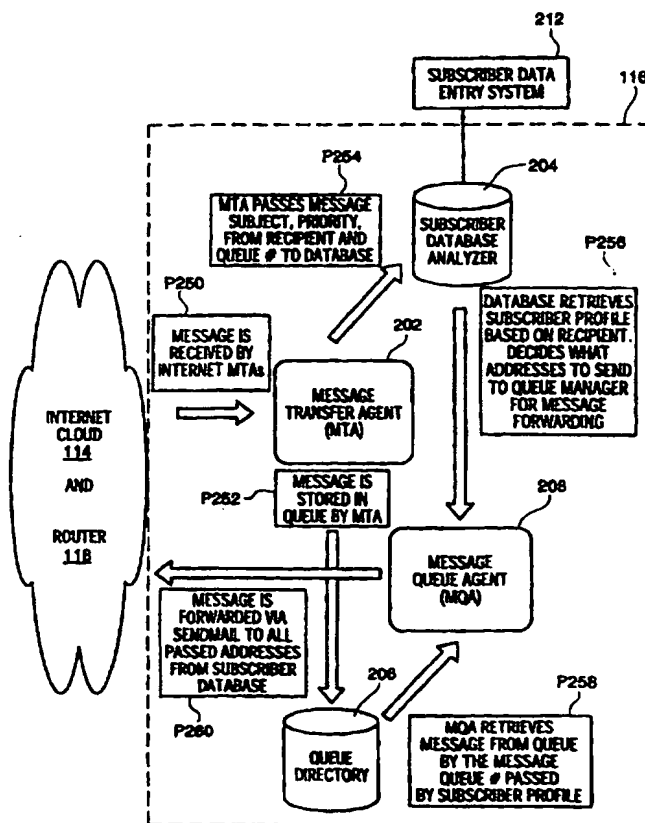 212
SUBSCRIBER DATA
ENTRY SYSTEM
116
P254
MTA PASSES MESSAGE
SUBJECT, PRIORITY,
FROM RECIPIENT AND
QUEUE # TO DATABASE
204
SUBSCRIBER
DATABASE
ANALYZER
P256
DATABASE RETRIEVES
SUBSCRIBER PROFILE
BASED ON RECIPIENT.
DECIDES WHAT
ADDRESSES TO SEND
TO QUEUE MANAGER
FOR MESSAGE
FORWARDING
P250
MESSAGE IS
RECEIVED BY
INTERNET MTAs
202
MESSAGE
TRANSFER AGENT
(MTA)
INTERNET
CLOUD
114
AND
ROUTER
118
P252
MESSAGE IS
STORED IN
QUEUE BY MTA
208
MESSAGE
QUEUE AGENT
(MQA)
MESSAGE IS
FORWARDED VIA
SENDMAIL TO ALL
PASSED ADDRESSES
FROM SUBSCRIBER
DATABASE
P260
206
QUEUE
DIRECTORY
P258
MQA RETRIEVES
MESSAGE FROM QUEUE
BY THE MESSAGE
QUEUE # PASSED
BY SUBSCRIBER PROFILE